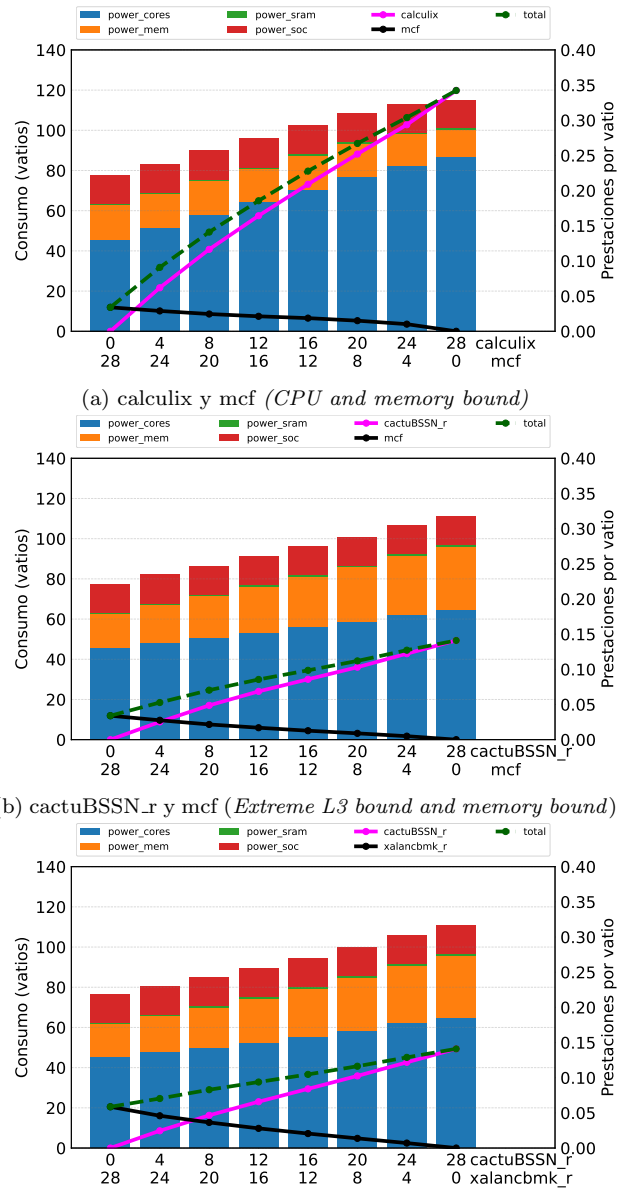 power_cores power_sram calculix total
power_mem power_soc mcf
140 0.40
120 0.35
100 0.30
80 0.25
60 0.20
40 0.15
20 0.10
0 0.05
0.00
Consumo (vatios)
Prestaciones por vatio
0 4 8 12 16 20 24 28 calculix
28 24 20 16 12 8 4 0 mcf
(a) calculix y mcf (CPU and memory bound)
power_cores power_sram cactuBSSN_r total
power_mem power_soc mcf
140 0.40
120 0.35
100 0.30
80 0.25
60 0.20
40 0.15
20 0.10
0 0.05
0.00
Consumo (vatios)
Prestaciones por vatio
0 4 8 12 16 20 24 28 cactuBSSN_r
28 24 20 16 12 8 4 0 mcf
b) cactuBSSN_r y mcf (Extreme L3 bound and memory bound)
power_cores power_sram cactuBSSN_r total
power_mem power_soc xalancbmk_r
140 0.40
120 0.35
100 0.30
80 0.25
60 0.20
40 0.15
20 0.10
0 0.05
0.00
Consumo (vatios)
Prestaciones por vatio
0 4 8 12 16 20 24 28 cactuBSSN_r
28 24 20 16 12 8 4 0 xalancbmk_r